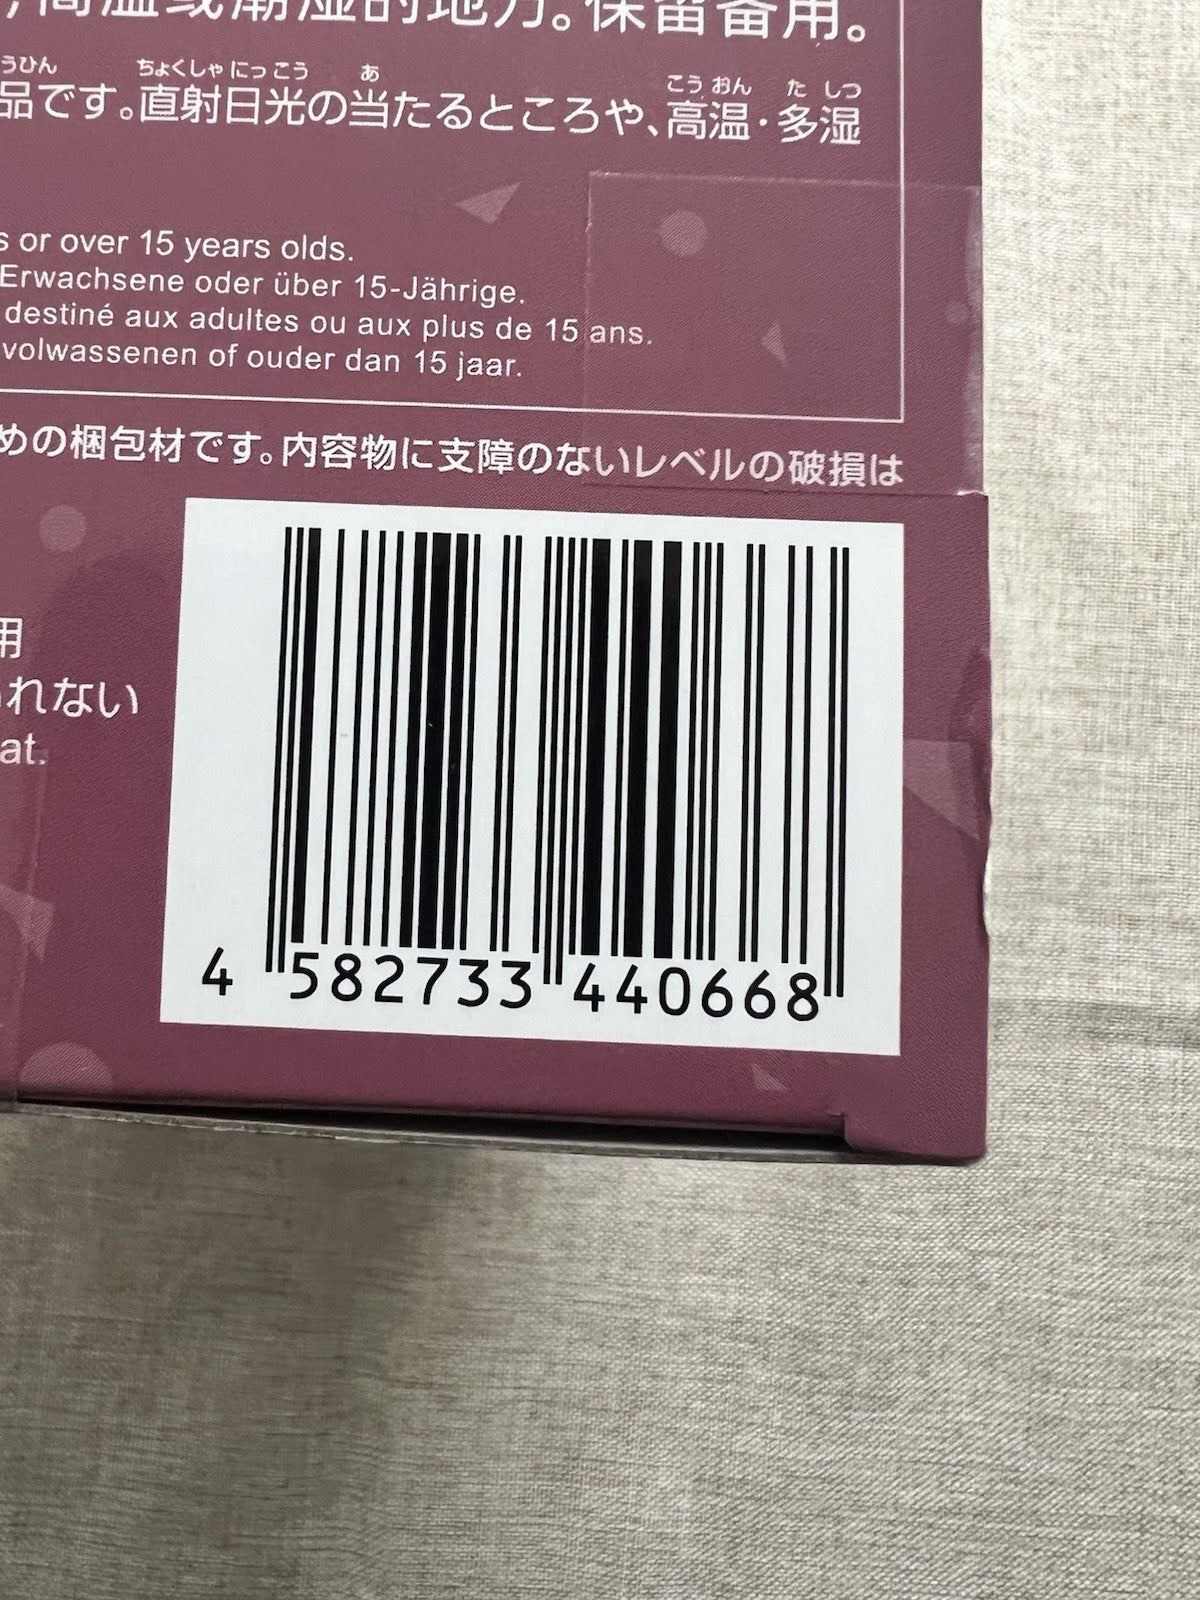 高温或潮湿的地方。保留备用。
うひん ちょくしゃにっこう あ こうおん たしつ
品です。直射日光の当たるところや、高温・多湿
s or over 15 years olds.
Erwachsene oder über 15-Jährige.
destiné aux adultes ou aux plus de 15 ans.
volwassenen of ouder dan 15 jaar.
めの梱包材です。内容物に支障のないレベルの破損は
用
れない
at.
4 582733 440668